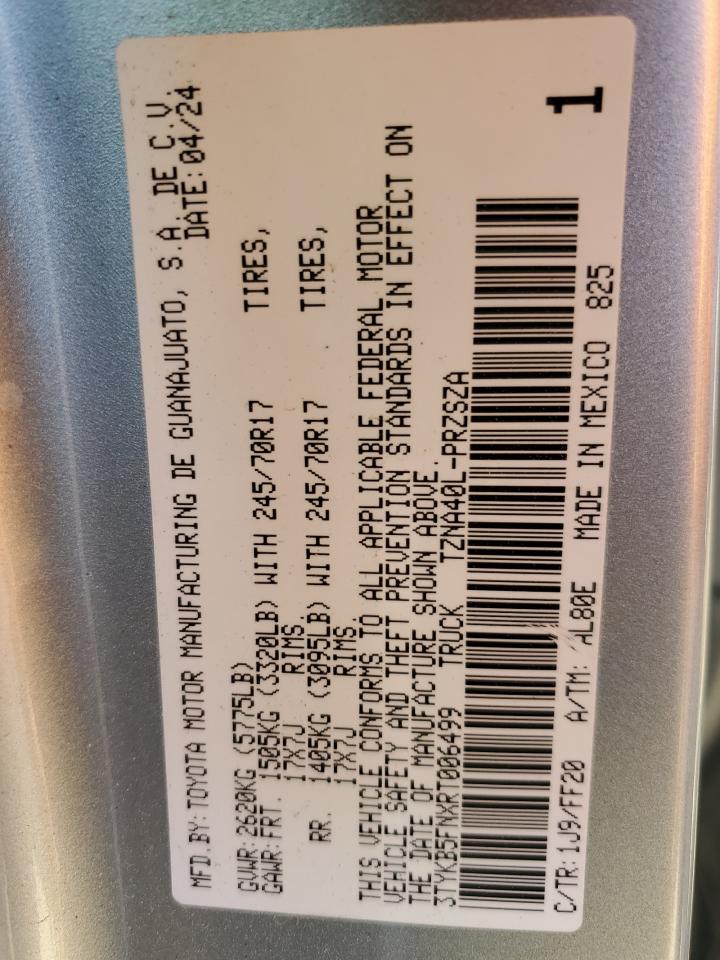 MFD.BY:TOYOTA MOTOR MANUFACTURING DE GUANAJUATO, S.A. DE C.V.
DATE:04/24
GVWR:2620KG (5775LB)
GAWR:FRT. 1505KG (3320LB) WITH 245/70R17 TIRES,
17X7J RIMS.
RR. 1405KG (3095LB) WITH 245/70R17 TIRES,
17X7J RIMS
THIS VEHICLE CONFORMS TO ALL APPLICABLE FEDERAL MOTOR
VEHICLE SAFETY AND THEFT PREVENTION STANDARDS IN EFFECT ON
THE DATE OF MANUFACTURE SHOWN ABOVE.
3TYKB5FNXRT006499 TRUCK TZNA40L-PRZSZA
1
C/TR:1J9/FF20 A/TM: AL80E MADE IN MEXICO 825